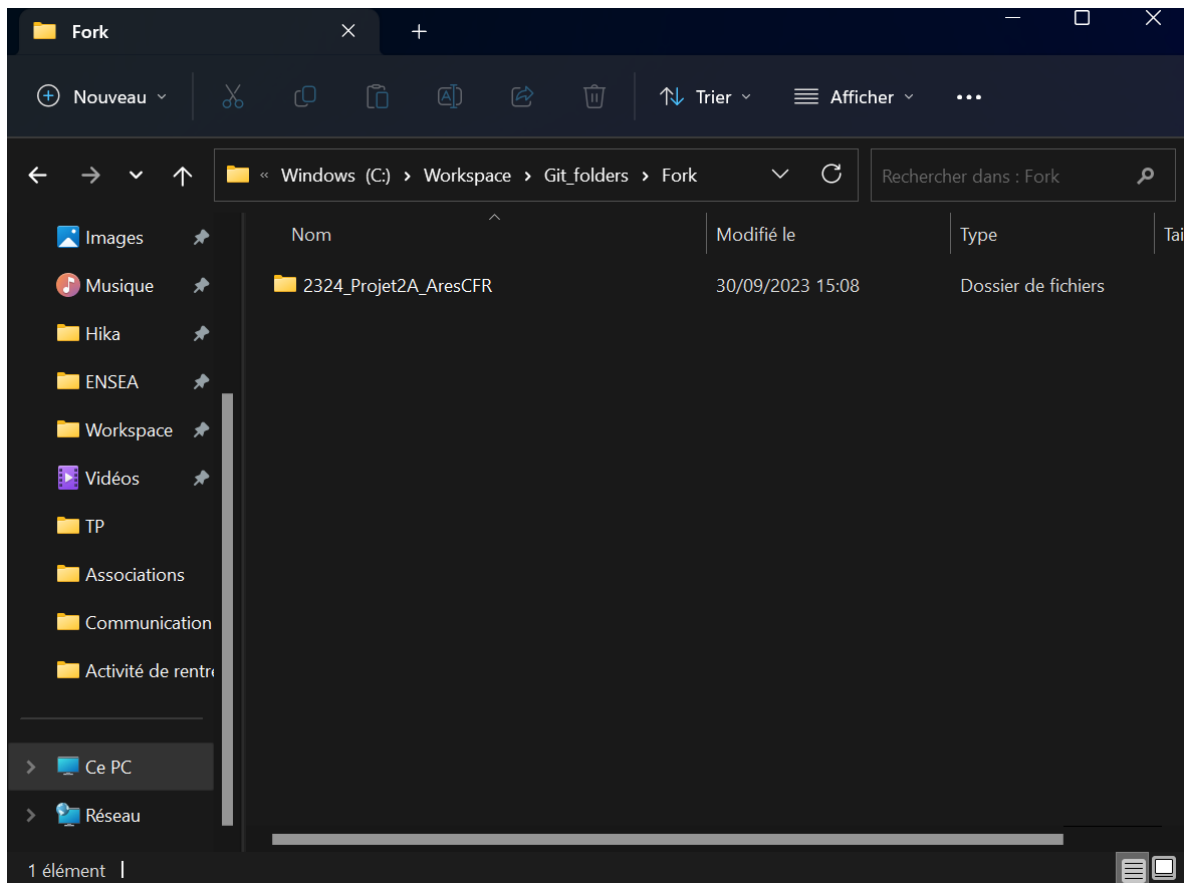 Fork
Nouveau
Trier
Afficher
« Windows (C:) › Workspace › Git_folders › Fork
Rechercher dans : Fork
Nom
Modifié le
Type
Tai
2324_Projet2A_AresCFR
30/09/2023 15:08
Dossier de fichiers
Images
Musique
Hika
ENSEA
Workspace
Vidéos
TP
Associations
Communication
Activité de rentre
Ce PC
Réseau
1 élément